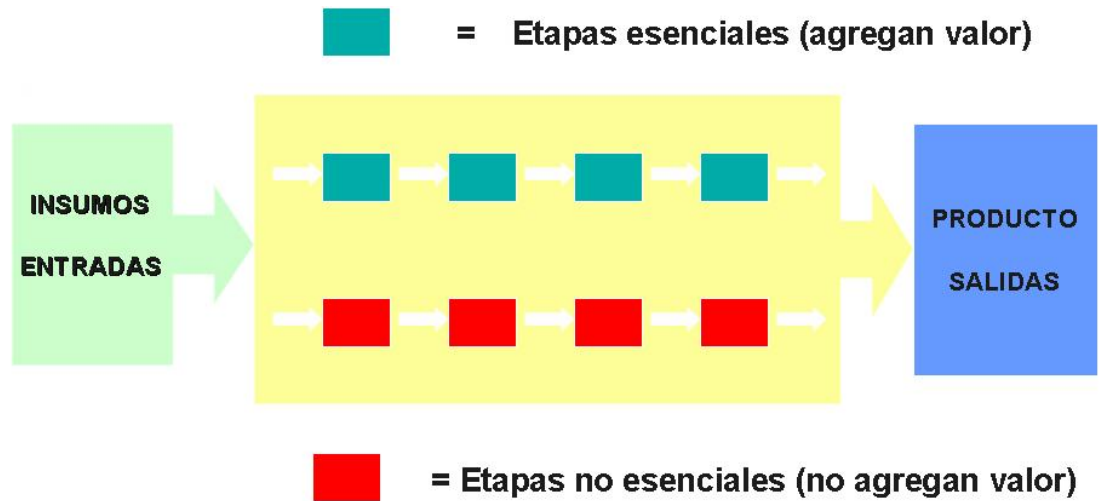 = Etapas esenciales (agregan valor)
INSUMOS
ENTRADAS
PRODUCTO
SALIDAS
= Etapas no esenciales (no agregan valor)